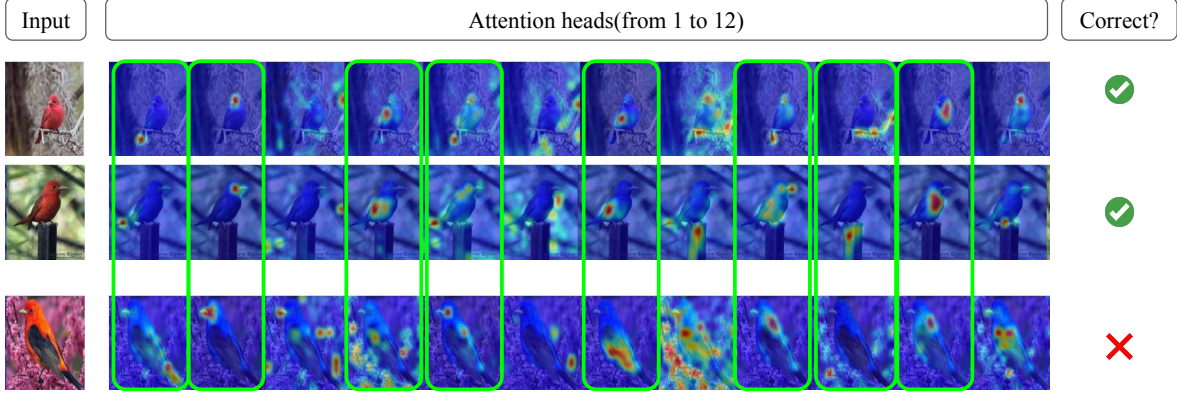 Input
Attention heads(from 1 to 12)
Correct?